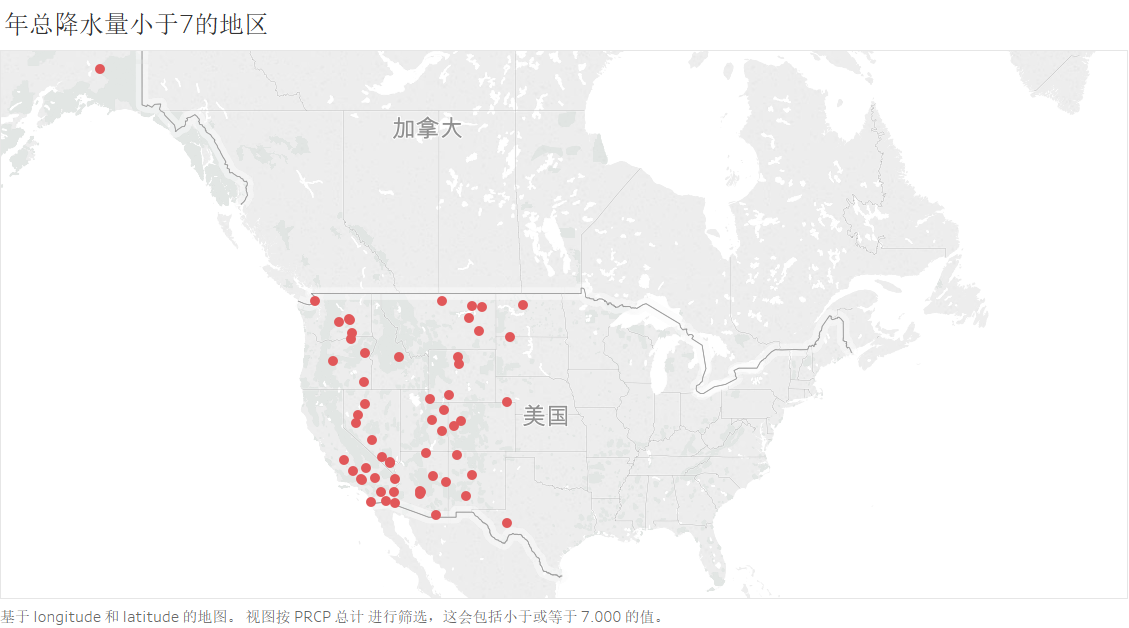 年总降水量小于7的地区
加拿大
美国
基于 longitude 和 latitude 的地图。 视图按 PRCP 总计 进行筛选，这会包括小于或等于 7.000 的值。